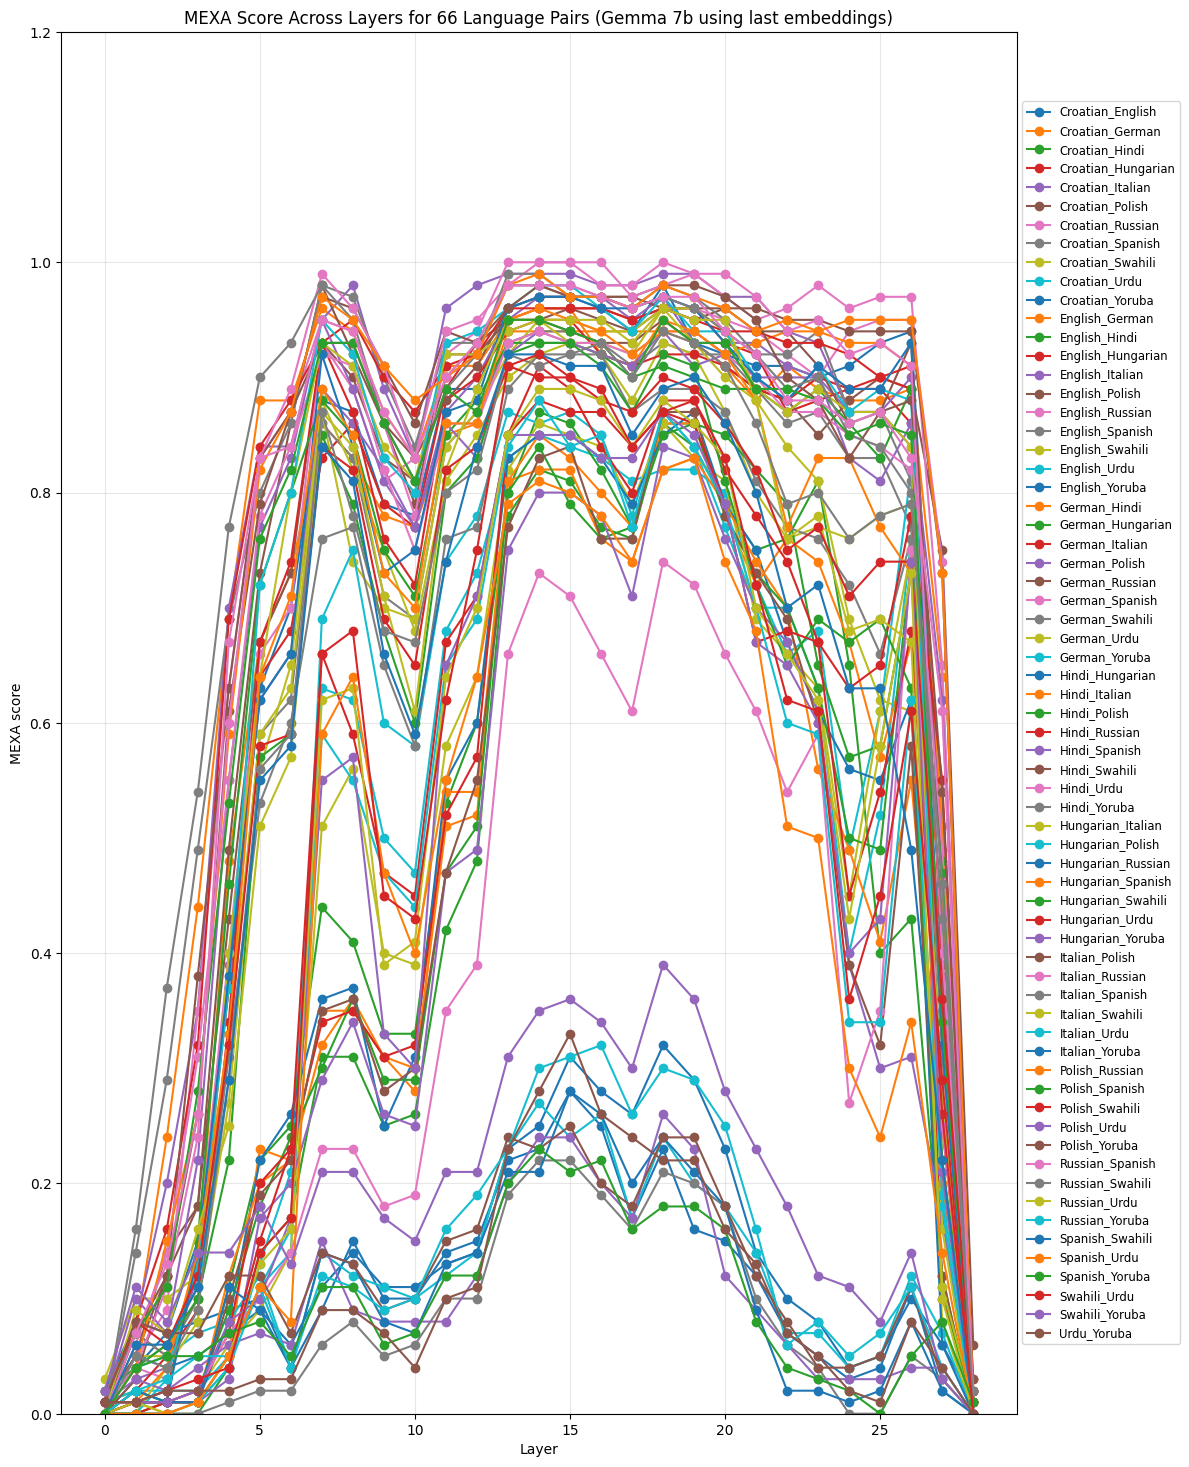 MEXA Score Across Layers for 66 Language Pairs (Gemma 7b using last embeddings)
1.2
1.0
0.8
0.6
0.4
0.2
0.0
MEXA score
0
5
10
15
20
25
Layer
Croatian_English
Croatian_German
Croatian_Hindi
Croatian_Hungarian
Croatian_Italian
Croatian_Polish
Croatian_Russian
Croatian_Spanish
Croatian_Swahili
Croatian_Urdu
Croatian_Yoruba
English_German
English_Hindi
English_Hungarian
English_Italian
English_Polish
English_Russian
English_Spanish
English_Swahili
English_Urdu
English_Yoruba
German_Hindi
German_Hungarian
German_Italian
German_Polish
German_Russian
German_Spanish
German_Swahili
German_Urdu
German_Yoruba
Hindi_Hungarian
Hindi_Italian
Hindi_Polish
Hindi_Russian
Hindi_Spanish
Hindi_Swahili
Hindi_Urdu
Hindi_Yoruba
Hungarian_Italian
Hungarian_Polish
Hungarian_Russian
Hungarian_Spanish
Hungarian_Swahili
Hungarian_Urdu
Hungarian_Yoruba
Italian_Polish
Italian_Russian
Italian_Spanish
Italian_Swahili
Italian_Urdu
Italian_Yoruba
Polish_Russian
Polish_Spanish
Polish_Swahili
Polish_Urdu
Polish_Yoruba
Russian_Spanish
Russian_Swahili
Russian_Urdu
Russian_Yoruba
Spanish_Swahili
Spanish_Urdu
Spanish_Yoruba
Swahili_Urdu
Swahili_Yoruba
Urdu_Yoruba